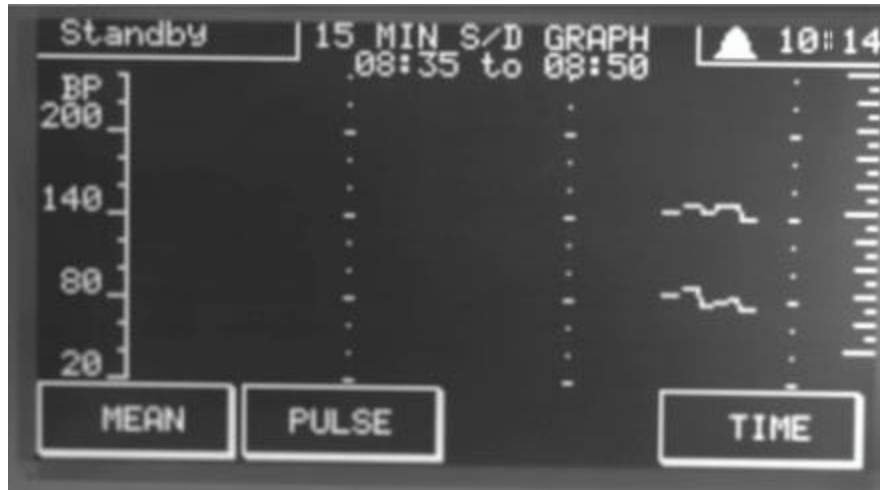 Standby 15 MIN S/D GRAPH 10:14
08:35 to 08:50
BP
200
140
80
20
MEAN PULSE TIME